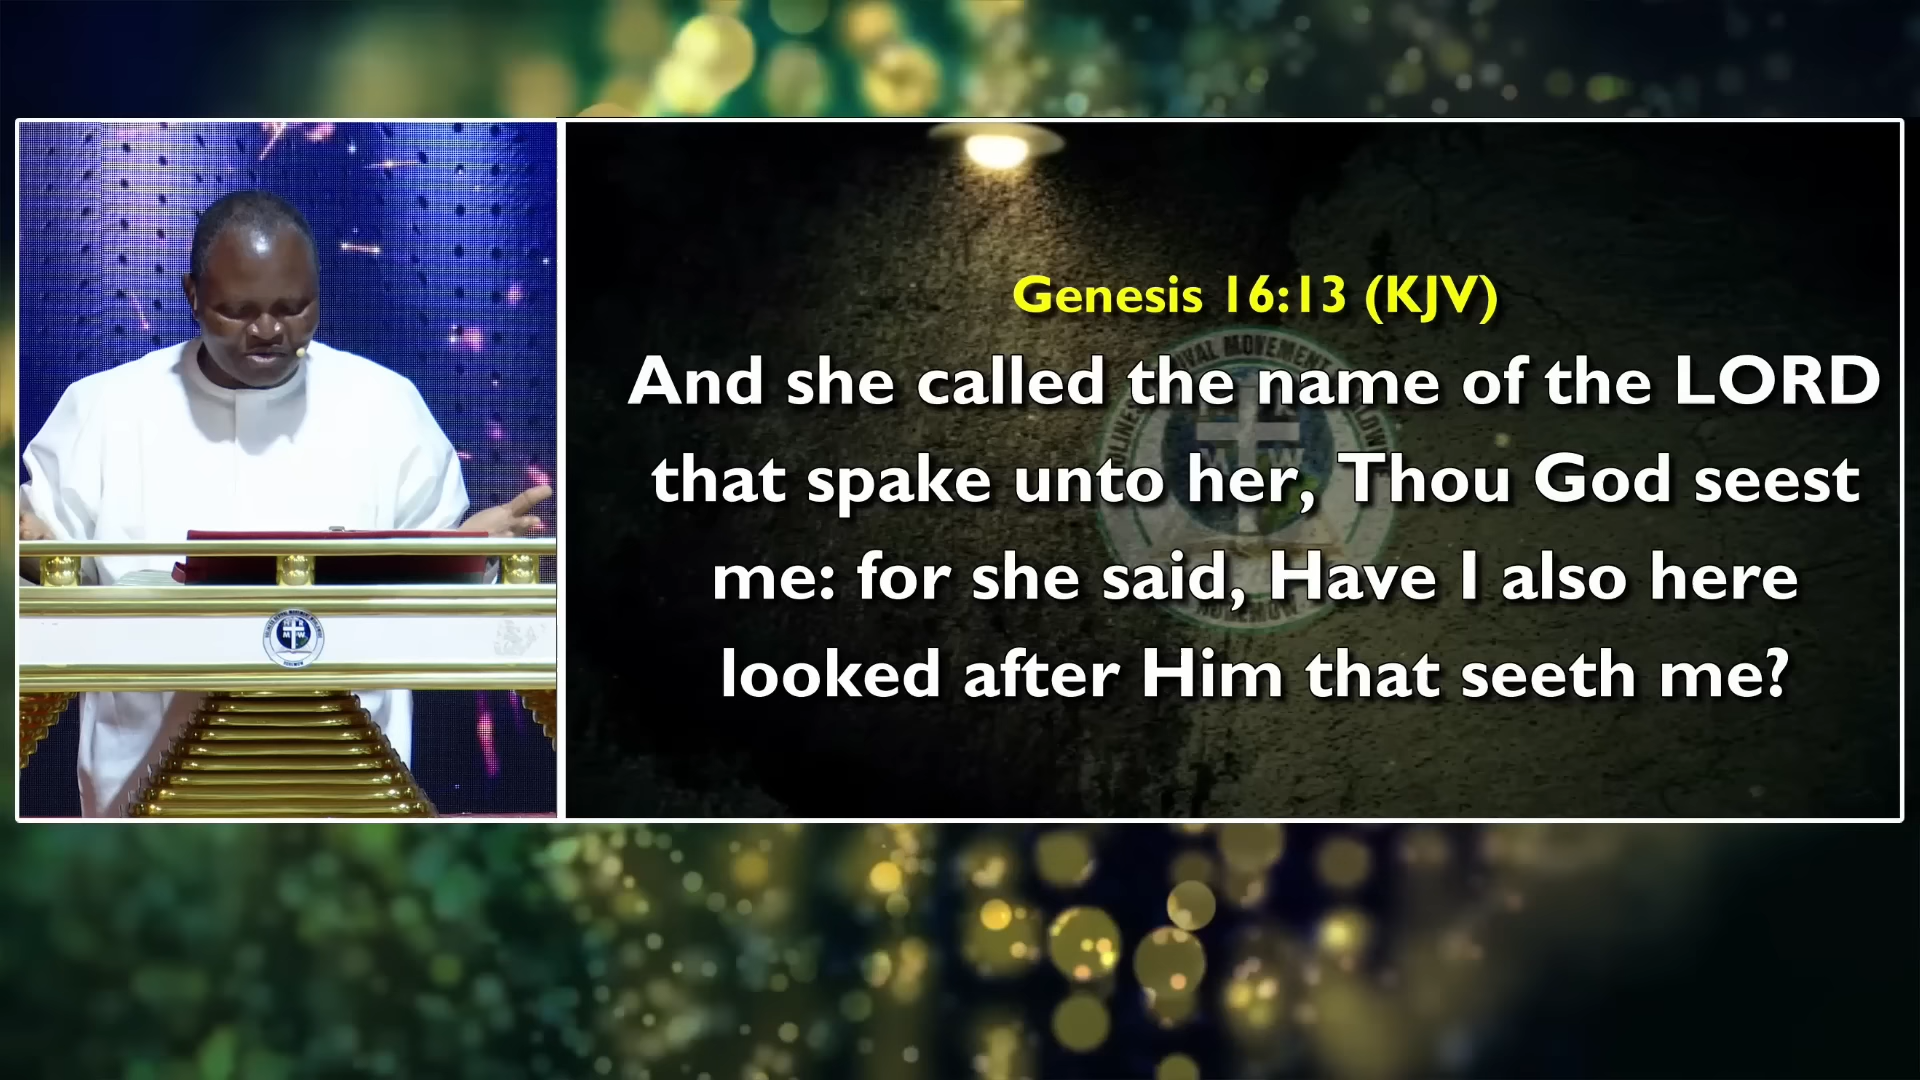 Genesis 16:13 (KJV)
And she called the name of the LORD
that spake unto her, Thou God seest
me: for she said, Have I also here
looked after Him that seeth me?